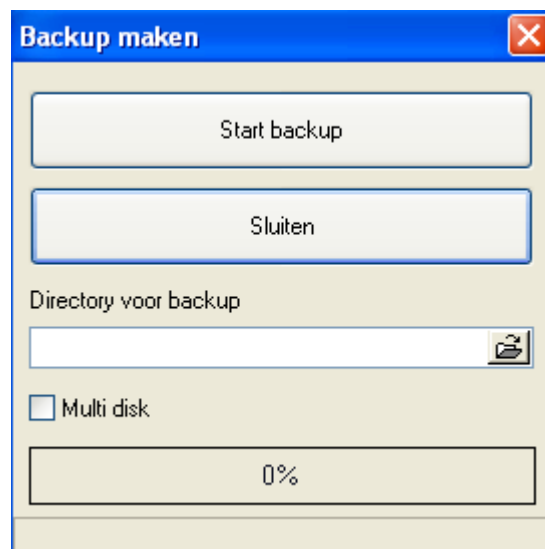 Backup maken
Start backup
Sluiten
Directory voor backup
Multi disk
0%